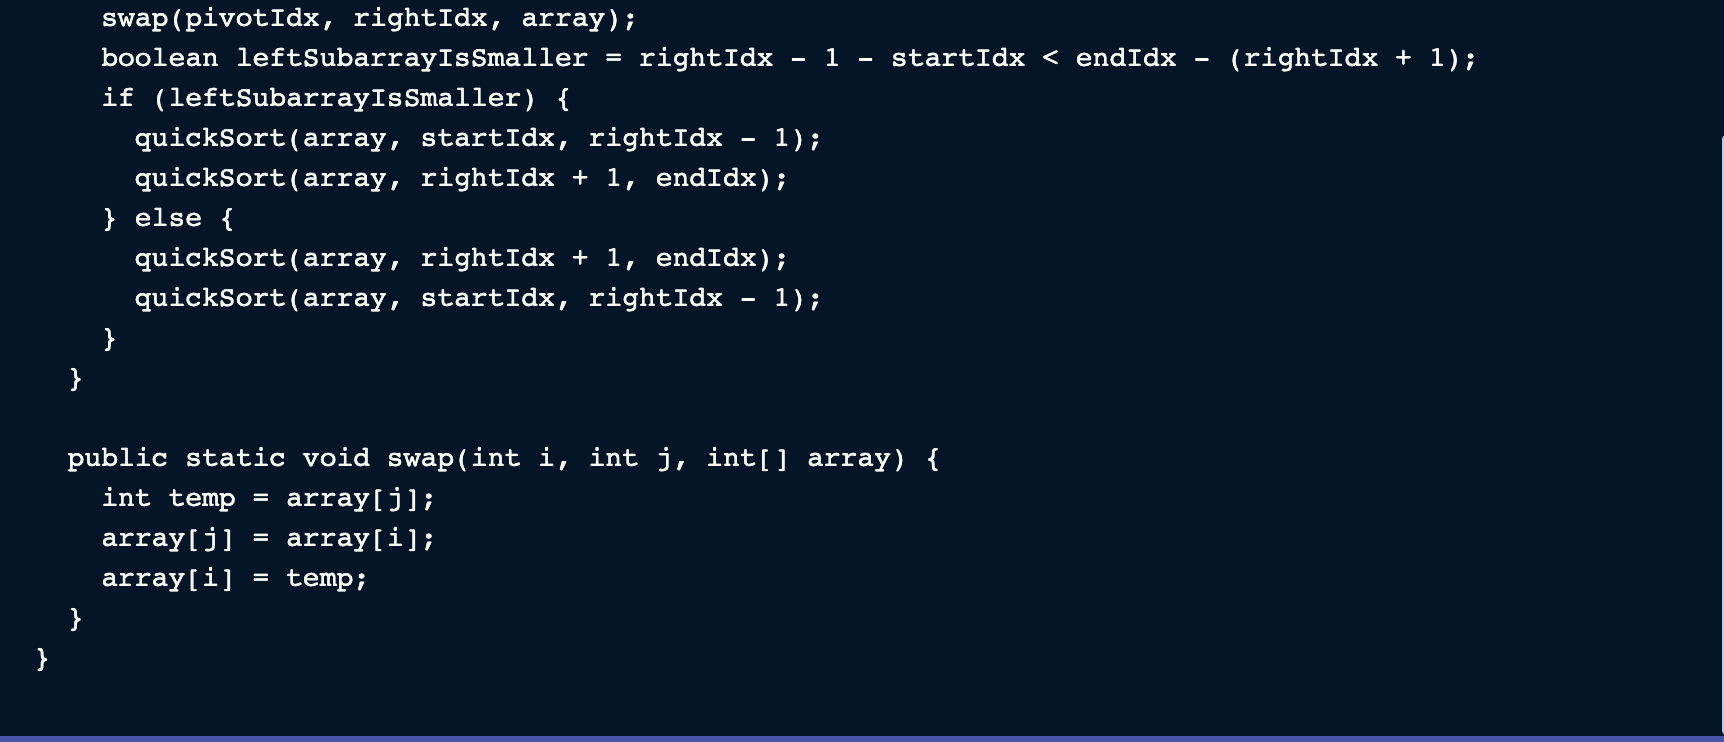 swap(pivotIdx, rightIdx, array);
boolean leftSubarrayIsSmaller = rightIdx - 1 - startIdx < endIdx - (rightIdx + 1);
if (leftSubarrayIsSmaller) {
quickSort(array, startIdx, rightIdx - 1);
quickSort(array, rightIdx + 1, endIdx);
} else {
quickSort(array, rightIdx + 1, endIdx);
quickSort(array, startIdx, rightIdx - 1);
}
}
public static void swap(int i, int j, int[] array) {
int temp = array[j];
array[j] = array[i];
array[i] = temp;
}
}